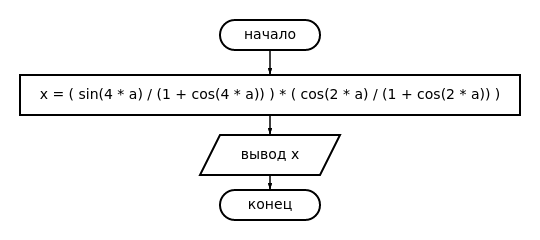 начало
x = ( sin(4 * a) / (1 + cos(4 * a)) ) * ( cos(2 * a) / (1 + cos(2 * a)) )
вывод x
конец